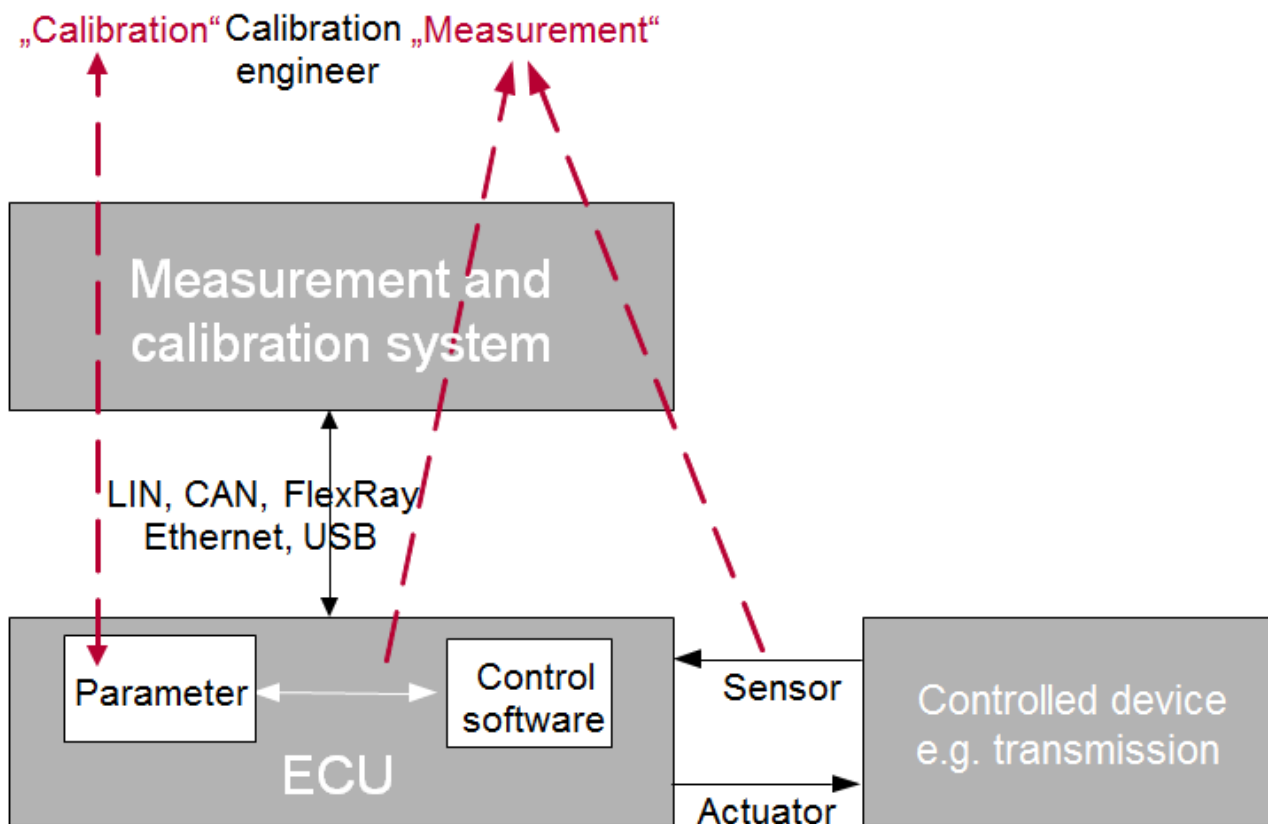 „Calibration“ Calibration „Measurement“
engineer
Measurement and
calibration system
LIN, CAN, FlexRay
Ethernet, USB
Parameter
Control
software
ECU
Sensor
Actuator
Controlled device
e.g. transmission